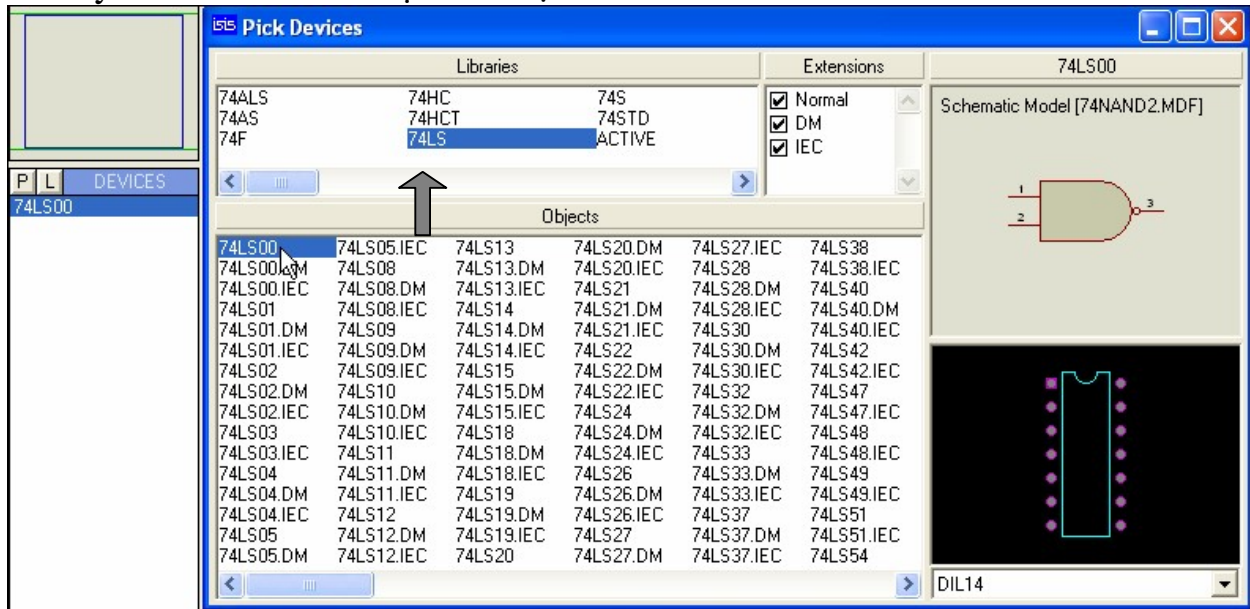 isis Pick Devices
Libraries
Extensions
74LS00
74ALS 74HC 74S
74AS 74HCT 74STD
74F 74LS ACTIVE
Normal
DM
IEC
Schematic Model [74NAND2.MDF]
1
2
3
P L DEVICES
74LS00
Objects
74LS00 74LS05.IEC 74LS13 74LS20.DM 74LS27.IEC 74LS38
74LS00.DM 74LS08 74LS13.DM 74LS20.IEC 74LS28 74LS38.IEC
74LS00.IEC 74LS08.DM 74LS13.IEC 74LS21 74LS28.DM 74LS40
74LS01 74LS08.IEC 74LS14 74LS21.DM 74LS28.IEC 74LS40.DM
74LS01.DM 74LS09 74LS14.DM 74LS21.IEC 74LS30 74LS40.IEC
74LS01.IEC 74LS09.DM 74LS14.IEC 74LS22 74LS30.DM 74LS42
74LS02 74LS09.IEC 74LS15 74LS22.DM 74LS30.IEC 74LS42.IEC
74LS02.DM 74LS10 74LS15.DM 74LS22.IEC 74LS32 74LS47
74LS02.IEC 74LS10.DM 74LS15.IEC 74LS24 74LS32.DM 74LS47.IEC
74LS03 74LS10.IEC 74LS18 74LS24.DM 74LS32.IEC 74LS48
74LS03.IEC 74LS11 74LS18.DM 74LS24.IEC 74LS33 74LS48.IEC
74LS04 74LS11.DM 74LS18.IEC 74LS26 74LS33.DM 74LS49
74LS04.DM 74LS11.IEC 74LS19 74LS26.DM 74LS33.IEC 74LS49.IEC
74LS04.IEC 74LS12 74LS19.DM 74LS26.IEC 74LS37 74LS51
74LS05 74LS12.DM 74LS19.IEC 74LS27 74LS37.DM 74LS51.IEC
74LS05.DM 74LS12.IEC 74LS20 74LS27.DM 74LS37.IEC 74LS54
DIL14